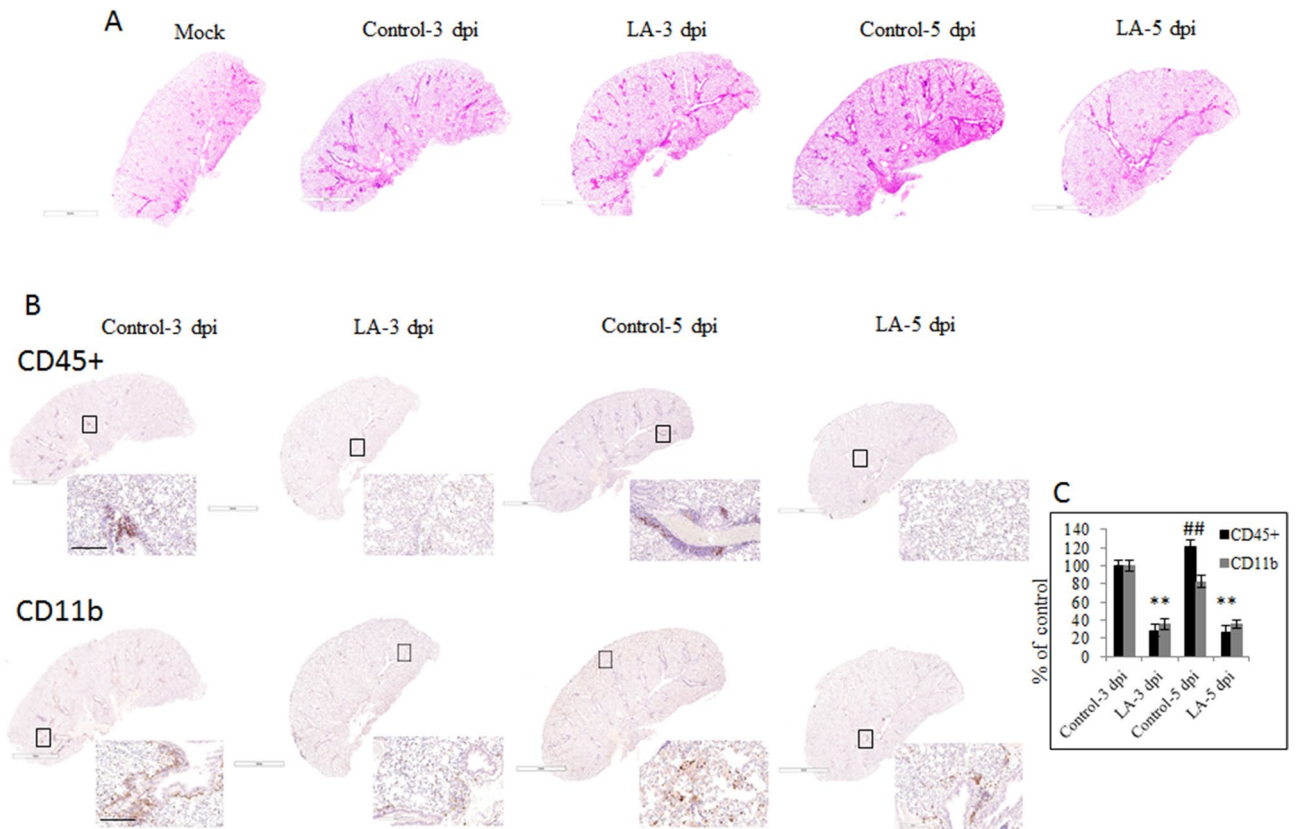 A
Mock
Control-3 dpi
LA-3 dpi
Control-5 dpi
LA-5 dpi
B
Control-3 dpi
LA-3 dpi
Control-5 dpi
LA-5 dpi
CD45+
CD11b
C
% of control
140
120
100
80
60
40
20
0
##
**
**
CD45+
CD11b
Control-3 dpi
LA-3 dpi
Control-5 dpi
LA-5 dpi